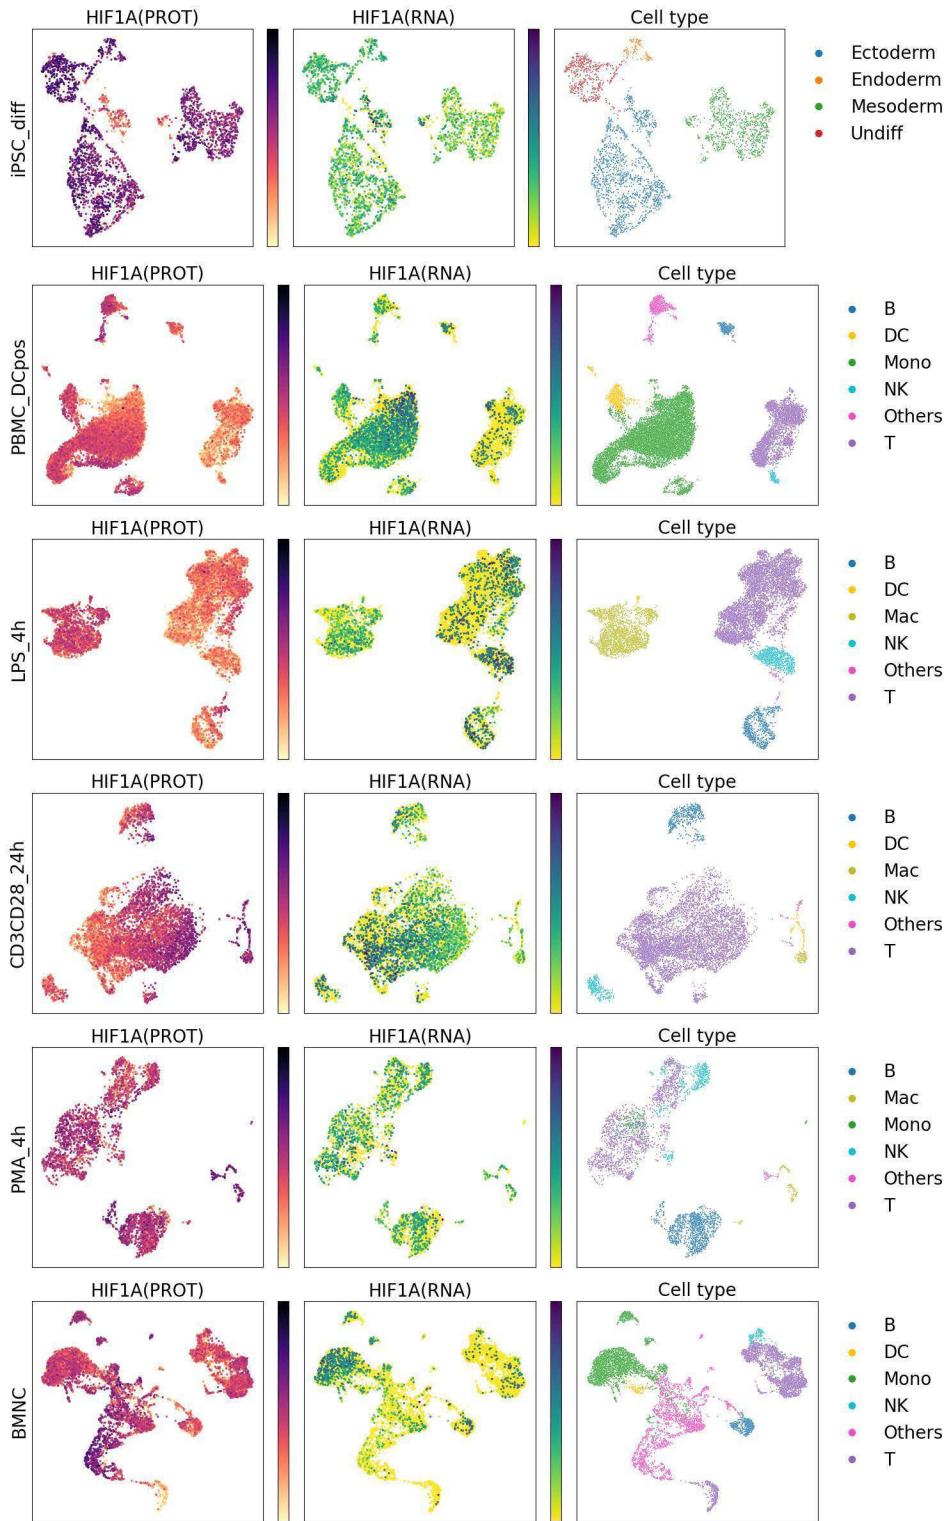 HIF1A(PROT) HIF1A(RNA) Cell type
iPSC_diff
Ectoderm
Endoderm
Mesoderm
Undiff
HIF1A(PROT) HIF1A(RNA) Cell type
PBMC_DCpos
B
DC
Mono
NK
Others
T
HIF1A(PROT) HIF1A(RNA) Cell type
LPS_4h
B
DC
Mac
NK
Others
T
HIF1A(PROT) HIF1A(RNA) Cell type
CD3CD28_24h
B
DC
Mac
NK
Others
T
HIF1A(PROT) HIF1A(RNA) Cell type
PMA_4h
B
Mac
Mono
NK
Others
T
HIF1A(PROT) HIF1A(RNA) Cell type
BMNC
B
DC
Mono
NK
Others
T